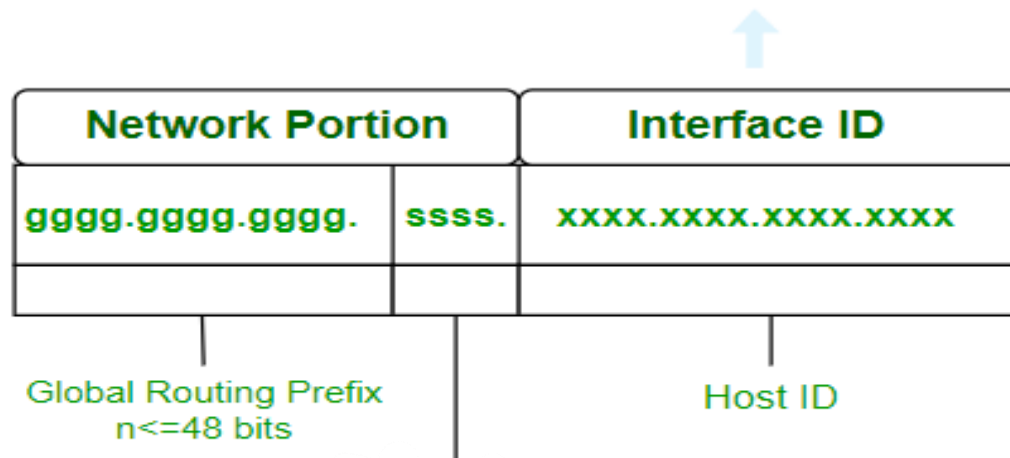 Network Portion
Interface ID
gggg.gggg.gggg.
ssss.
xxxx.xxxx.xxxx.xxxx
Global Routing Prefix
n<=48 bits
Host ID